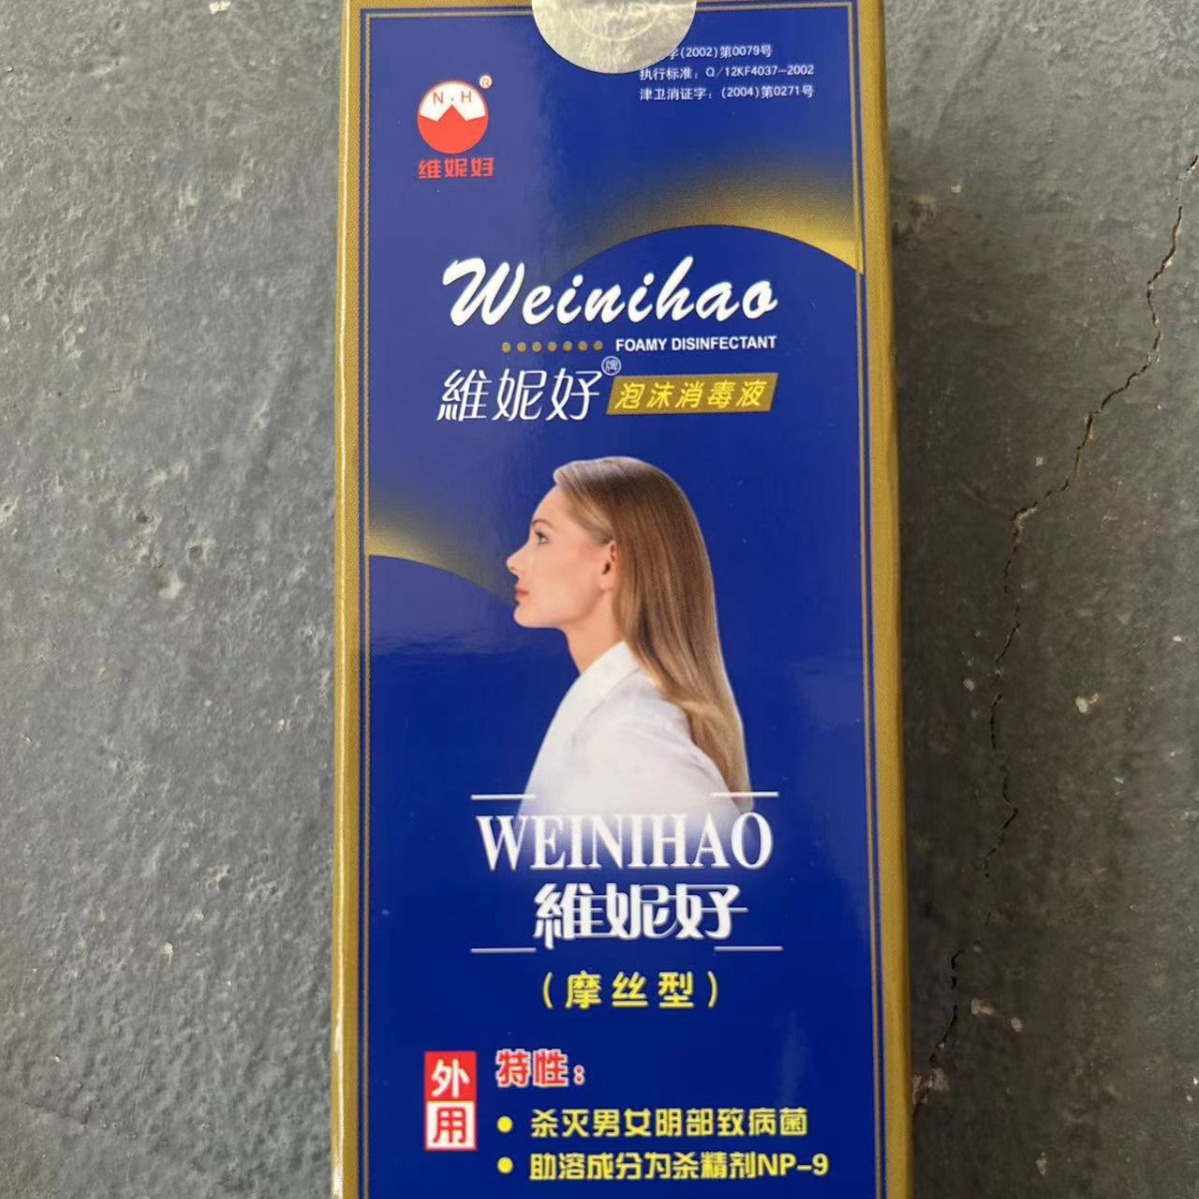 字(2002)第0079号
执行标准：Q/12KF4037-2002
津卫消证字：(2004)第0271号
N·H®
维妮好
Weinihao
FOAMY DISINFECTANT
維妮好牌
泡沫消毒液
WEINIHAO
維妮好
(摩丝型)
外用
特性：
• 杀灭男女阴部致病菌
• 助溶成分为杀精剂NP-9